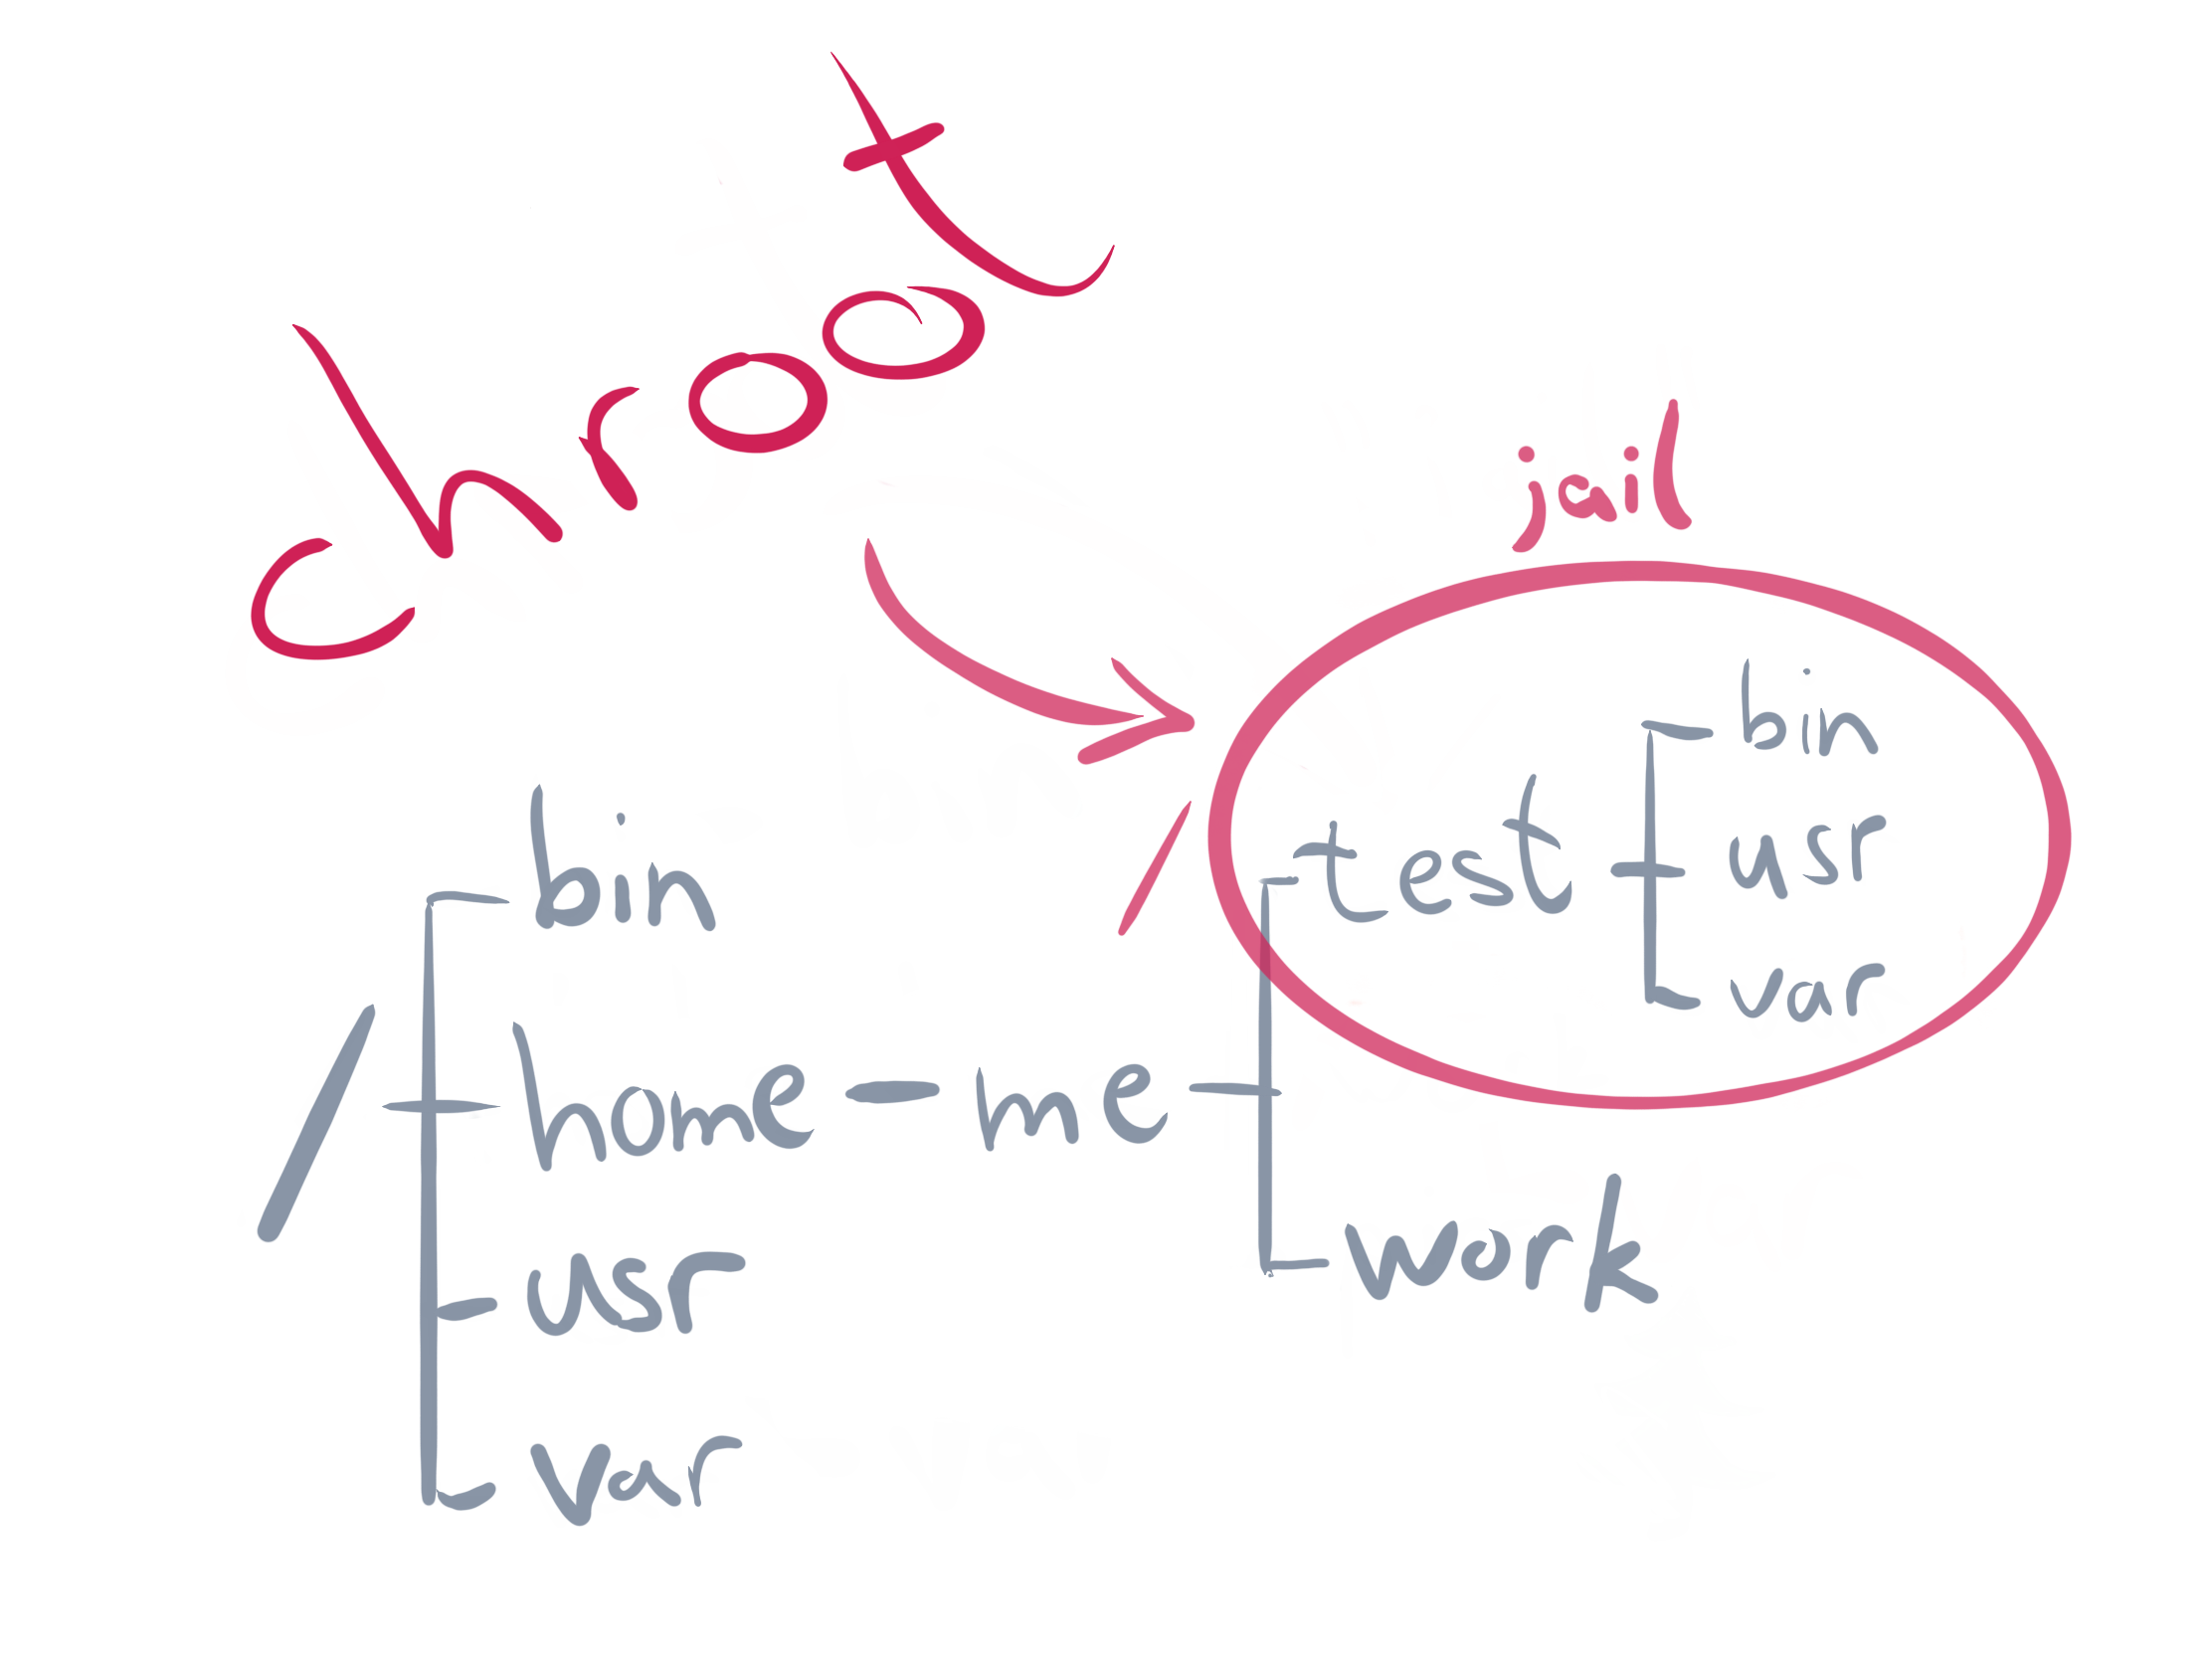 chroot
jail
/
bin
home - me
usr
var
/
test
work
bin
usr
var